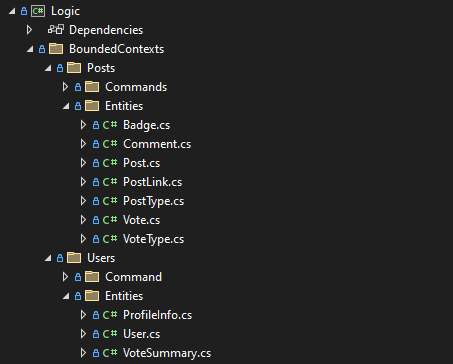 C# Logic
Dependencies
BoundedContexts
Posts
Commands
Entities
C# Badge.cs
C# Comment.cs
C# Post.cs
C# PostLink.cs
C# PostType.cs
C# Vote.cs
C# VoteType.cs
Users
Command
Entities
C# ProfileInfo.cs
C# User.cs
C# VoteSummary.cs